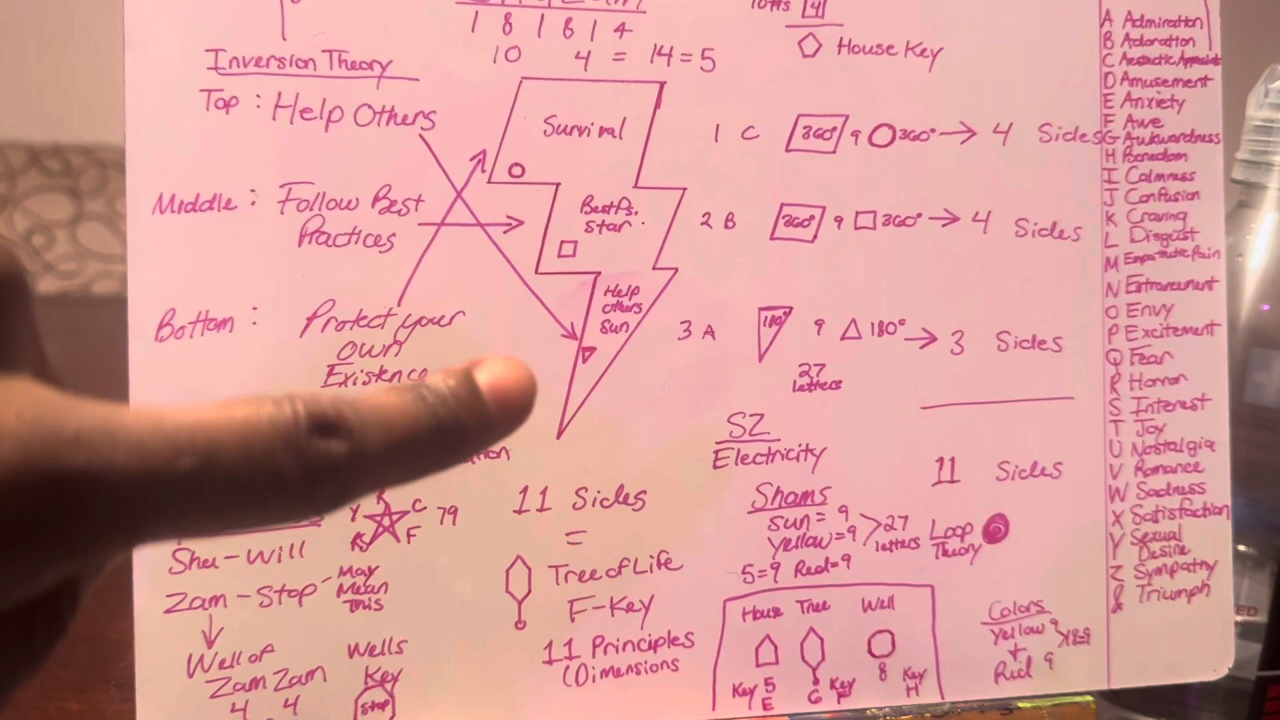 1 8 1 8 1 4
10 4 = 14 = 5
4
House Key
Inversion Theory
Top : Help Others
Middle : Follow Best
Practices
Bottom : Protect your
own
Existence
Survival
Best Ps.
Star
Help
others
Sun
1 C 360° 9 360° → 4 Sides
2 B 360° 9 360° → 4 Sides
3 A 180° 9 180° → 3 Sides
27
letters
11 Sides
SZ
Electricity
Y C 79
F
Shu-Will
Zam-Stop
May
Mean
This
Well of
Zam Zam
4 4
Wells
Key
Stop
11 Sides
=
Tree of Life
F-Key
11 Principles
(Dimensions
Shams
Sun = 9
yellow = 9
27
letters
Loop
Theory
5=9 Red=9
House Tree Well
Key 5
E
G Key
F
8 Key
H
Colors
Yellow 9
+
Red 9
A Admiration
B Adoration
C
D Amusement
E Anxiety
F Awe
G Awkwardness
H Boredom
I Calmness
J Confusion
K Craving
L Disgust
M Empathetic Pain
N
O Envy
P Excitement
Q Fear
R Horror
S Interest
T Joy
U Nostalgia
V Romance
W Sadness
X Satisfaction
Y Sexual
Desire
Z Sympathy
& Triumph